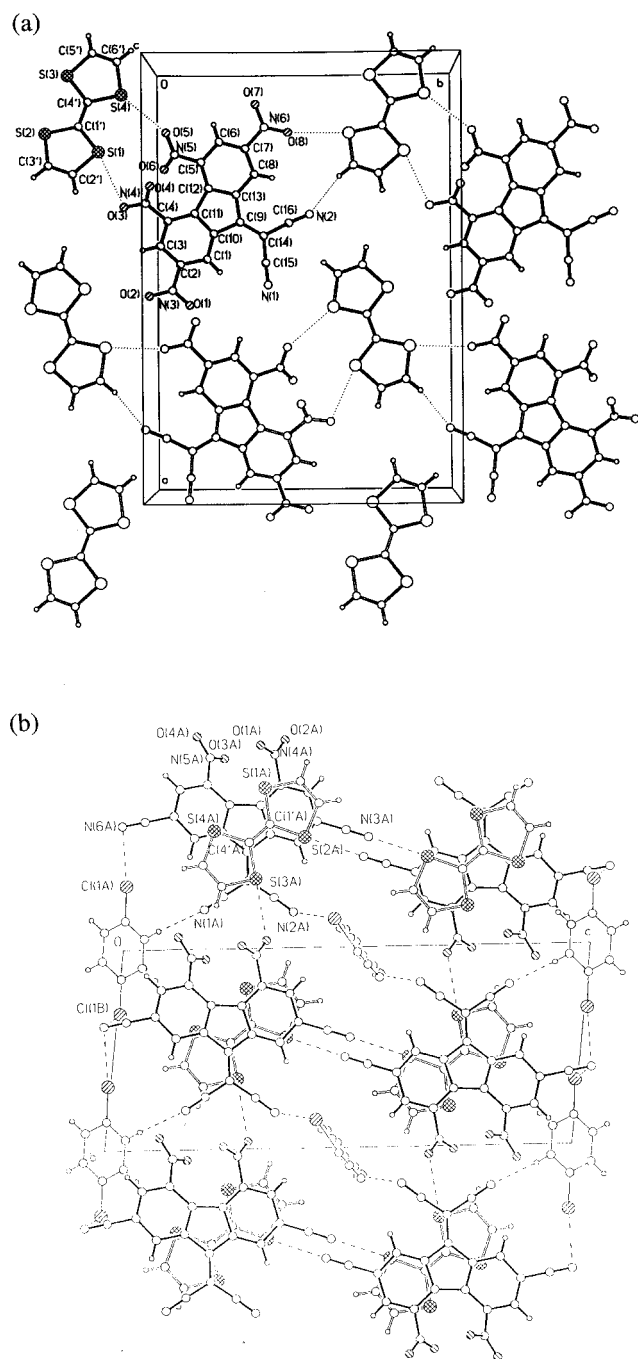 (a)
C(5') C(6') c
S(3) S(4)
C(4')
S(2) C(1')
S(1)
C(3') C(2')
O b
O(7)
N(6)
O(5) C(6) O(8)
N(5) C(7)
O(6) C(5) C(8)
N(4) O(4) C(12) C(13)
C(4) C(11) C(9) C(16)
O(3) N(2)
C(3) C(10) C(14)
C(1) C(15)
C(2)
O(2) O(1) N(1)
N(3)
a
(b)
O(4A) O(1A) O(2A)
O(3A)
N(5A) N(4A)
S(1A)
N(6A) S(4A) C(1'A) N(3A)
C(4'A) S(2A)
S(3A)
Cl(1A)
N(1A) N(2A)
O c
Cl(1B)
a